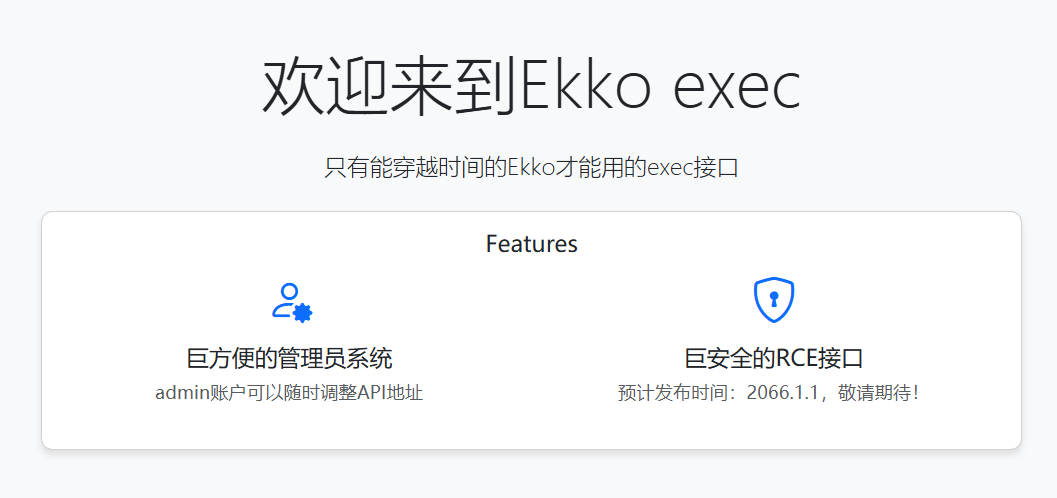 欢迎来到Ekko exec
只有能穿越时间的Ekko才能用的exec接口
Features
巨方便的管理员系统
admin账户可以随时调整API地址
巨安全的RCE接口
预计发布时间：2066.1.1，敬请期待！